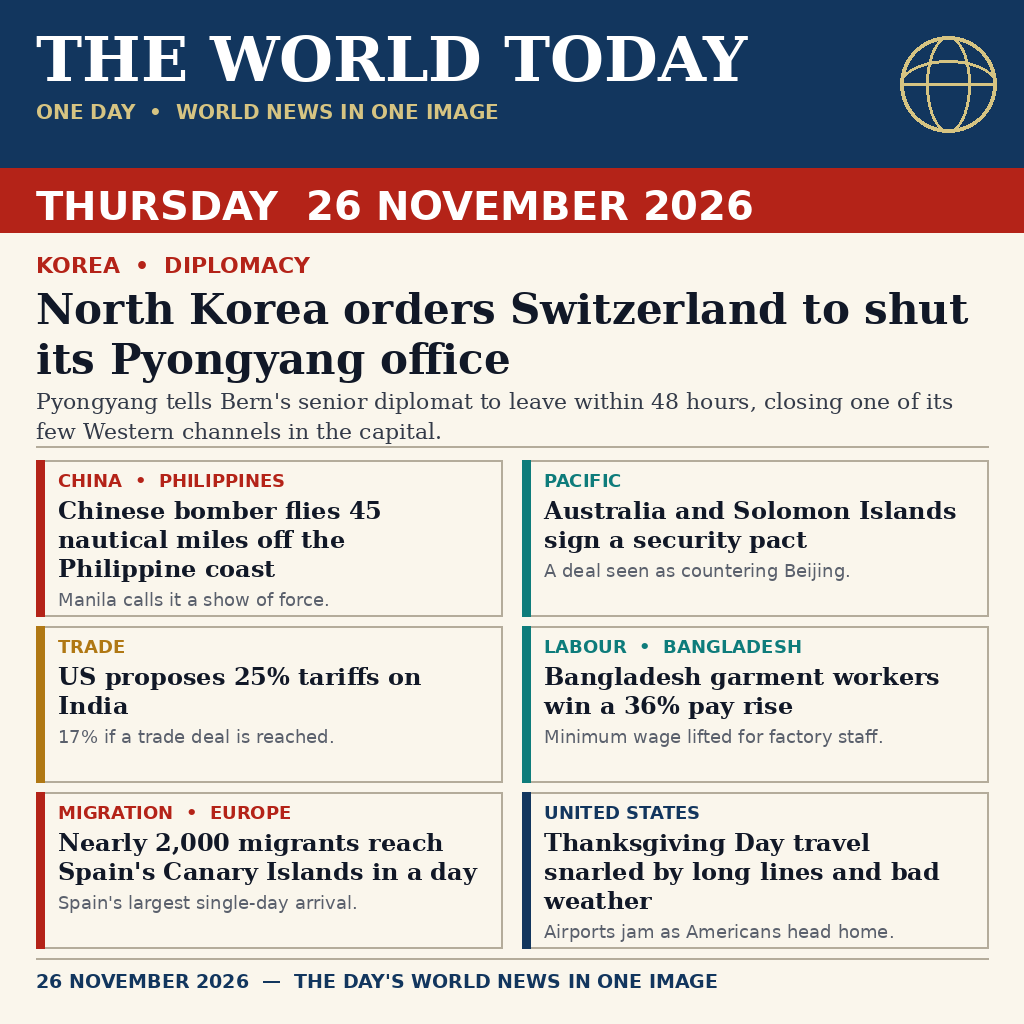 THE WORLD TODAY
ONE DAY • WORLD NEWS IN ONE IMAGE
THURSDAY 26 NOVEMBER 2026
KOREA • DIPLOMACY
North Korea orders Switzerland to shut
its Pyongyang office
Pyongyang tells Bern's senior diplomat to leave within 48 hours, closing one of its
few Western channels in the capital.
CHINA • PHILIPPINES
Chinese bomber flies 45
nautical miles off the
Philippine coast
Manila calls it a show of force.
PACIFIC
Australia and Solomon Islands
sign a security pact
A deal seen as countering Beijing.
TRADE
US proposes 25% tariffs on
India
17% if a trade deal is reached.
LABOUR • BANGLADESH
Bangladesh garment workers
win a 36% pay rise
Minimum wage lifted for factory staff.
MIGRATION • EUROPE
Nearly 2,000 migrants reach
Spain's Canary Islands in a day
Spain's largest single-day arrival.
UNITED STATES
Thanksgiving Day travel
snarled by long lines and bad
weather
Airports jam as Americans head home.
26 NOVEMBER 2026 — THE DAY'S WORLD NEWS IN ONE IMAGE